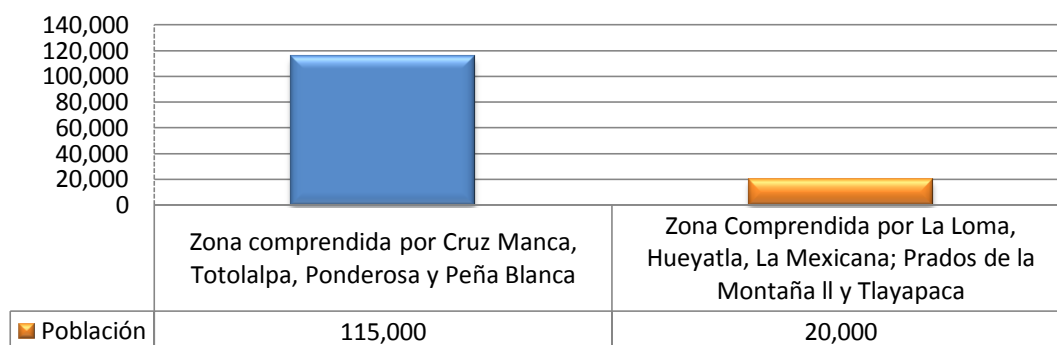 140,000
120,000
100,000
80,000
60,000
40,000
20,000
0
Zona comprendida por Cruz Manca,
Totolalpa, Ponderosa y Peña Blanca
Zona Comprendida por La Loma,
Hueyatla, La Mexicana; Prados de la
Montaña ll y Tlayapaca
Población
115,000
20,000